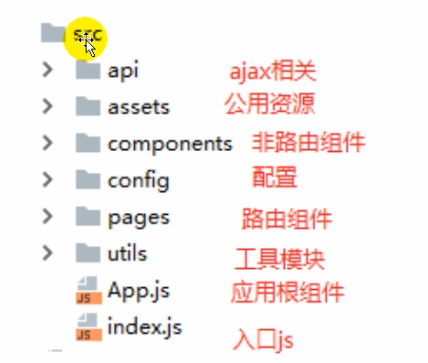 src
api ajax相关
assets 公用资源
components 非路由组件
config 配置
pages 路由组件
utils 工具模块
JS App.js 应用根组件
JS index.js 入口js